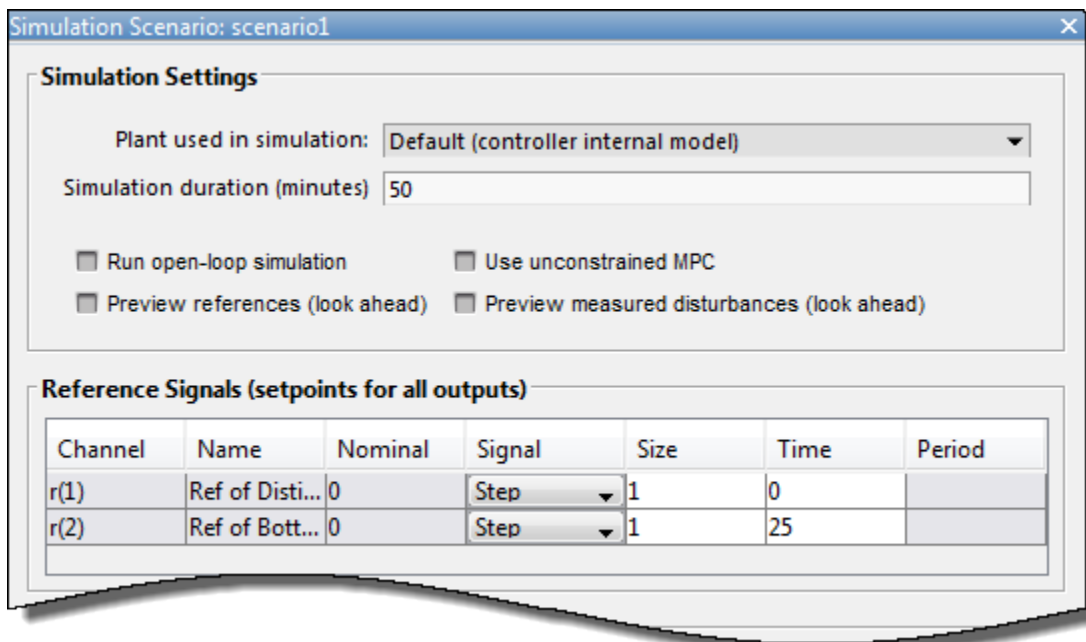 Simulation Scenario: scenario1
Simulation Settings
Plant used in simulation: Default (controller internal model)
Simulation duration (minutes) 50
Run open-loop simulation Use unconstrained MPC
Preview references (look ahead) Preview measured disturbances (look ahead)
Reference Signals (setpoints for all outputs)
Channel Name Nominal Signal Size Time Period
r(1) Ref of Disti... 0 Step 1 0
r(2) Ref of Bott... 0 Step 1 25